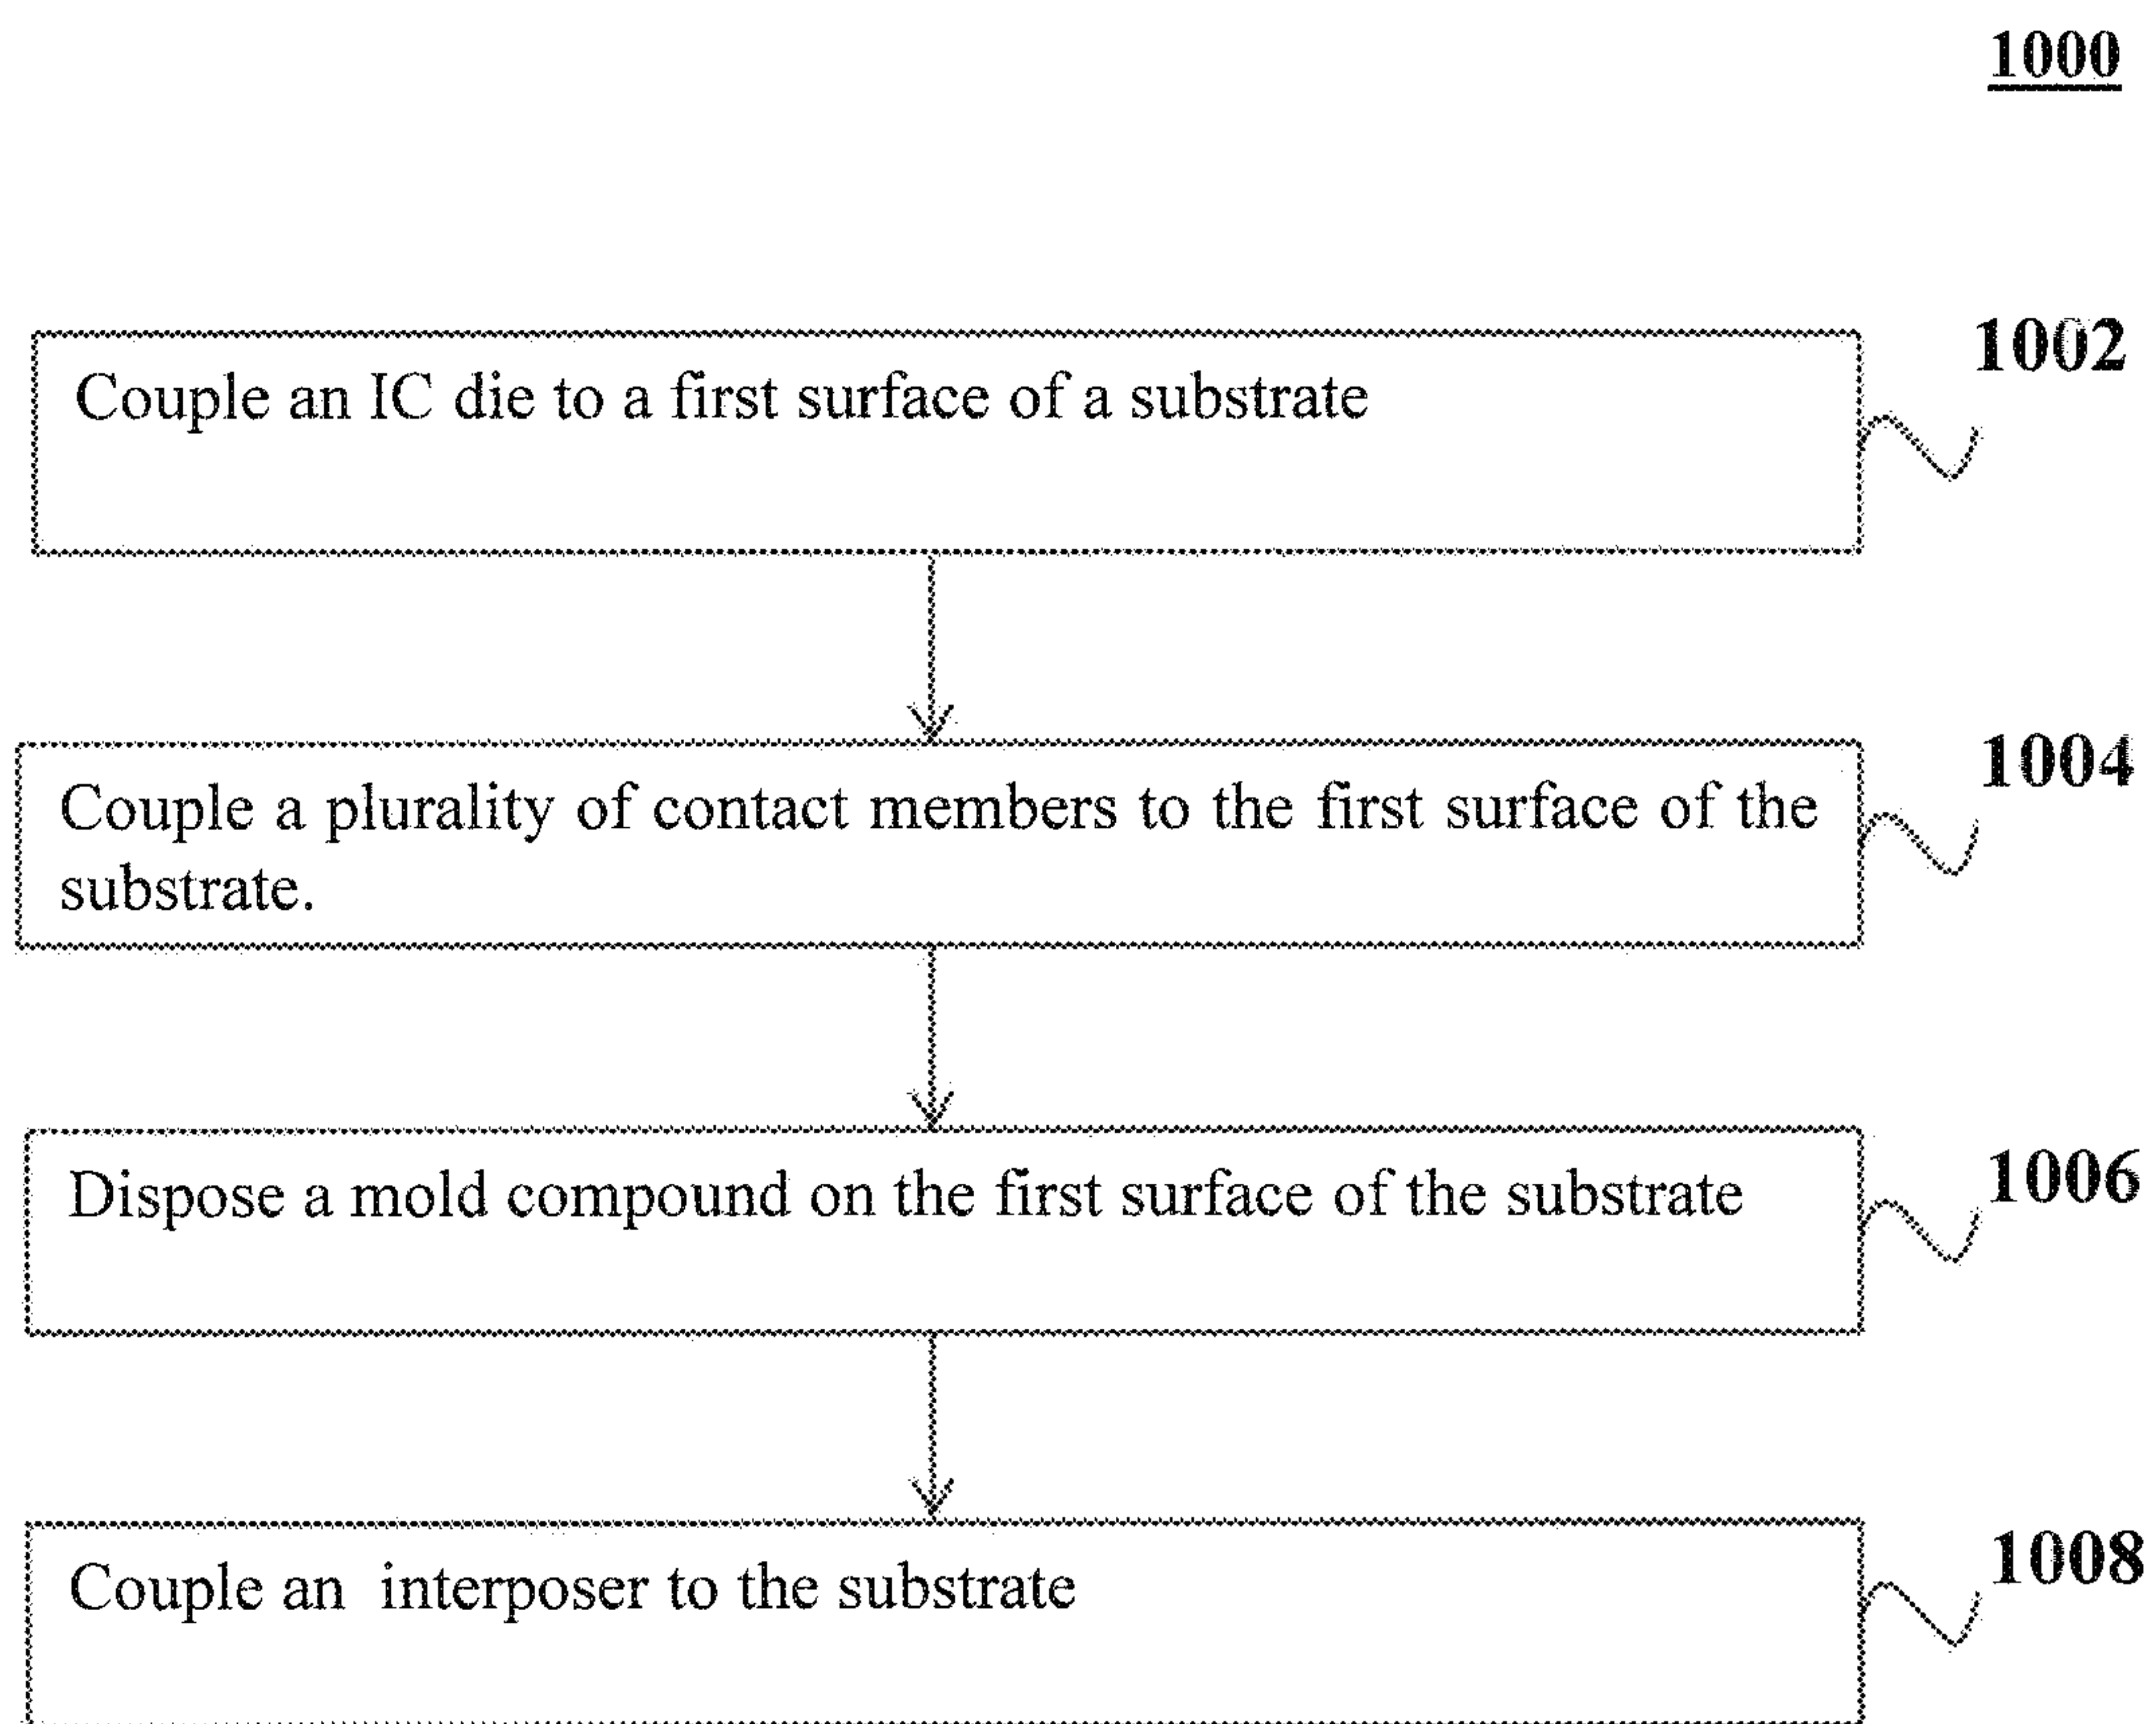 1000
1002
Couple an IC die to a first surface of a substrate
1004
Couple a plurality of contact members to the first surface of the
substrate.
1006
Dispose a mold compound on the first surface of the substrate
1008
Couple an interposer to the substrate